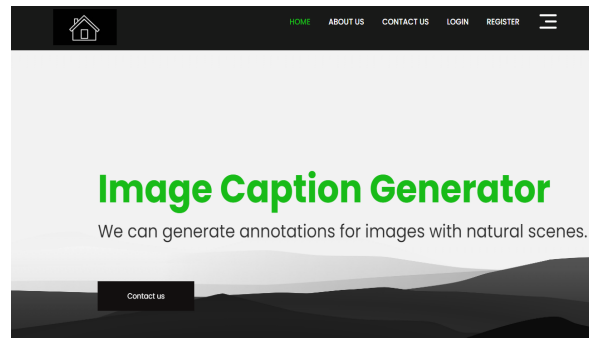 HOME ABOUT US CONTACT US LOGIN REGISTER
Image Caption Generator
We can generate annotations for images with natural scenes.
Contact us